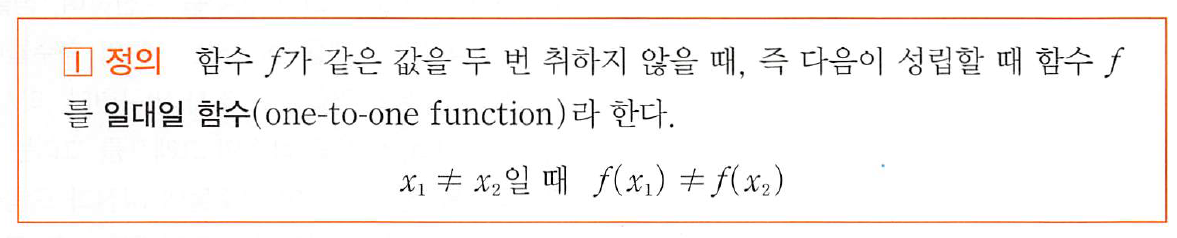 1 정의 함수 f가 같은 값을 두 번 취하지 않을 때, 즉 다음이 성립할 때 함수 f
를 일대일 함수(one-to-one function)라 한다.
x₁ ≠ x₂일 때 f(x₁) ≠ f(x₂)